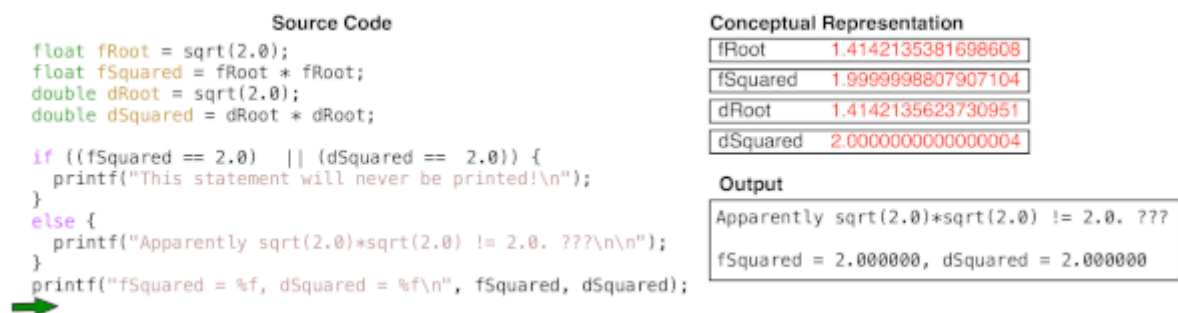 Source Code
float fRoot = sqrt(2.0);
float fSquared = fRoot * fRoot;
double dRoot = sqrt(2.0);
double dSquared = dRoot * dRoot;
if ((fSquared == 2.0)  || (dSquared ==  2.0)) {
  printf("This statement will never be printed!\n");
}
else {
  printf("Apparently sqrt(2.0)*sqrt(2.0) != 2.0. ???\n\n");
}
printf("fSquared = %f, dSquared = %f\n", fSquared, dSquared);
Conceptual Representation
fRoot 1.4142135381698608
fSquared 1.9999998807907104
dRoot 1.4142135623730951
dSquared 2.0000000000000004
Output
Apparently sqrt(2.0)*sqrt(2.0) != 2.0. ???
fSquared = 2.000000, dSquared = 2.000000